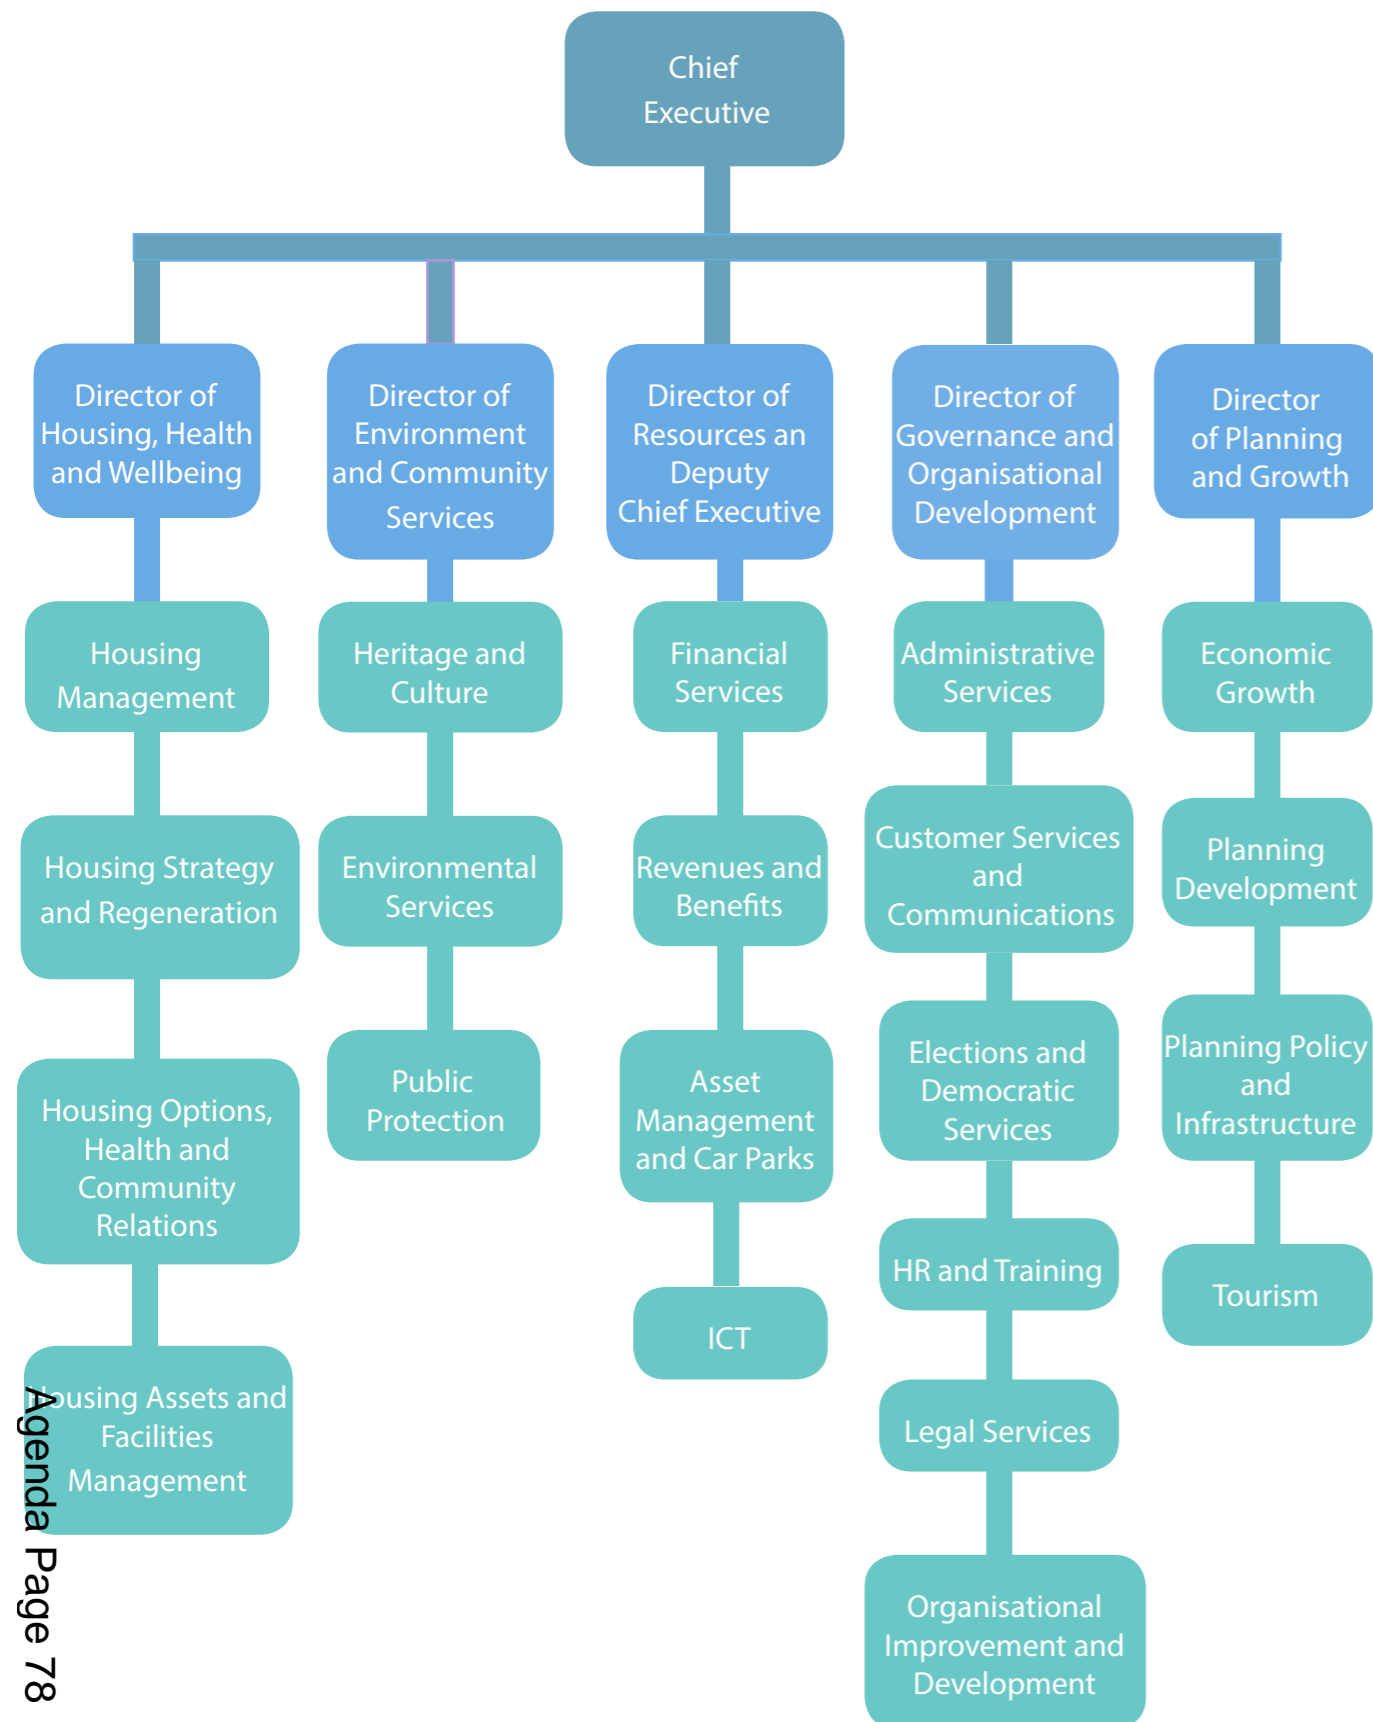 Chief
Executive
Director of
Housing, Health
and Wellbeing
Director of
Environment
and Community
Services
Director of
Resources an
Deputy
Chief Executive
Director of
Governance and
Organisational
Development
Director
of Planning
and Growth
Housing
Management
Housing Strategy
and Regeneration
Housing Options,
Health and
Community
Relations
Housing Assets and
Facilities
Management
Heritage and
Culture
Environmental
Services
Public
Protection
Financial
Services
Revenues and
Benefits
Asset
Management
and Car Parks
ICT
Administrative
Services
Customer Services
and
Communications
Elections and
Democratic
Services
HR and Training
Legal Services
Organisational
Improvement and
Development
Economic
Growth
Planning
Development
Planning Policy
and
Infrastructure
Tourism
Agenda Page 78